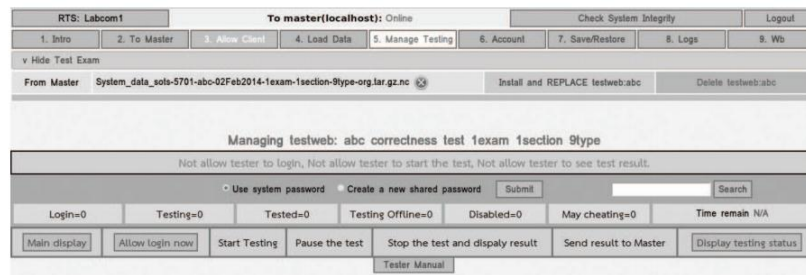 RTS: Labcom1 To master(localhost): Online Check System Integrity Logout
1. Intro 2. To Master 3. Allow Client 4. Load Data 5. Manage Testing 6. Account 7. Save/Restore 8. Logs 9. Wb
v Hide Test Exam
From Master System_data_sots-5701-abc-02Feb2014-1exam-1section-9type-org.tar.gz.nc Install and REPLACE testweb:abc Delete testweb:abc
Managing testweb: abc correctness test 1exam 1section 9type
Not allow tester to login, Not allow tester to start the test, Not allow tester to see test result.
Use system password Create a new shared password Submit Search
Login=0 Testing=0 Tested=0 Testing Offline=0 Disabled=0 May cheating=0 Time remain N/A
Main display Allow login now Start Testing Pause the test Stop the test and dispaly result Send result to Master Display testing status
Tester Manual